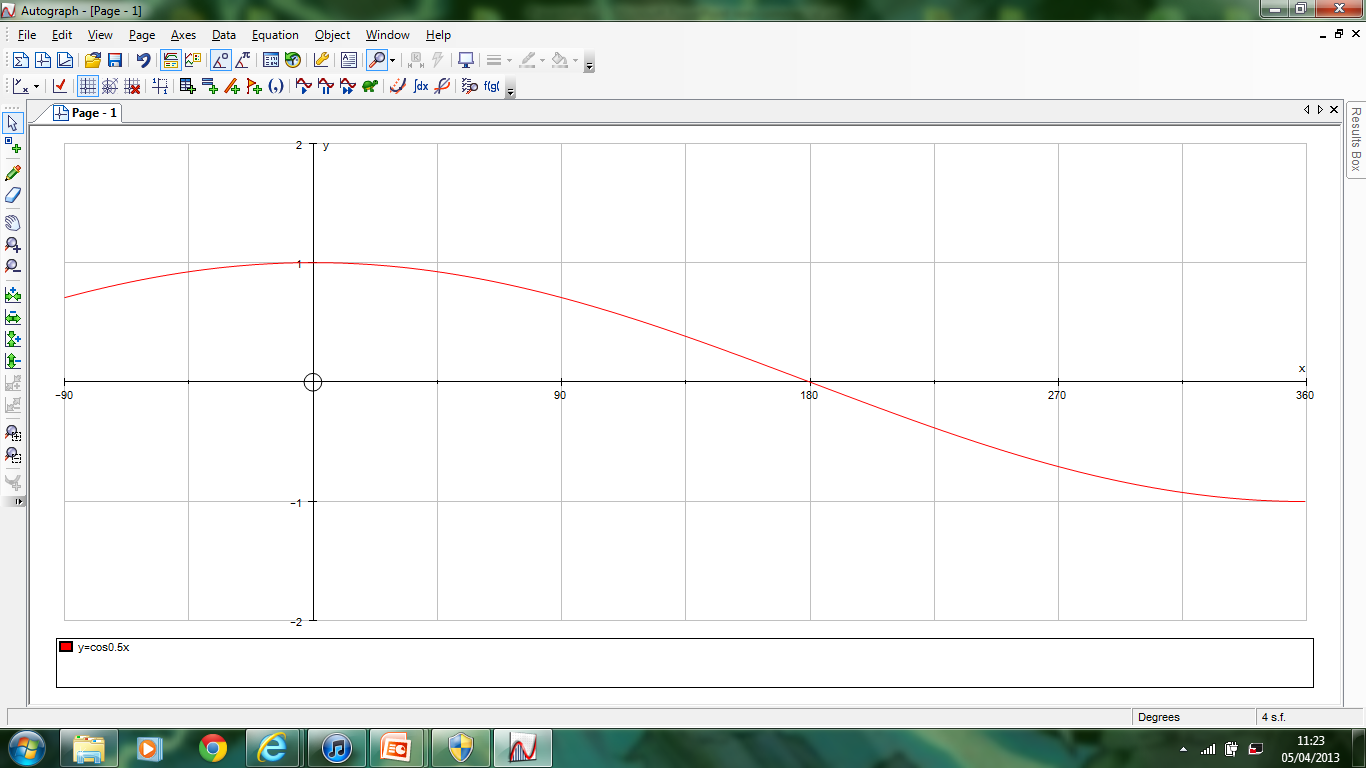 Autograph - [Page - 1]
File Edit View Page Axes Data Equation Object Window Help
∫dx f(g(
Page - 1
Results Box
2 y
1
x
−90 90 180 270 360
−1
−2
y=cos0.5x
Degrees 4 s.f.
11:23
05/04/2013